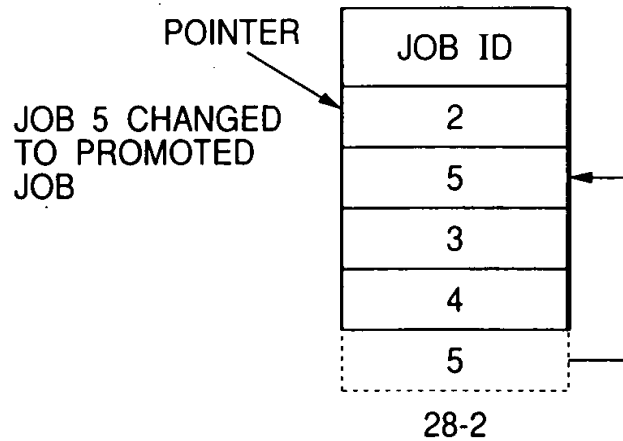 POINTER
JOB ID
JOB 5 CHANGED
TO PROMOTED
JOB
2
5
3
4
5
28-2